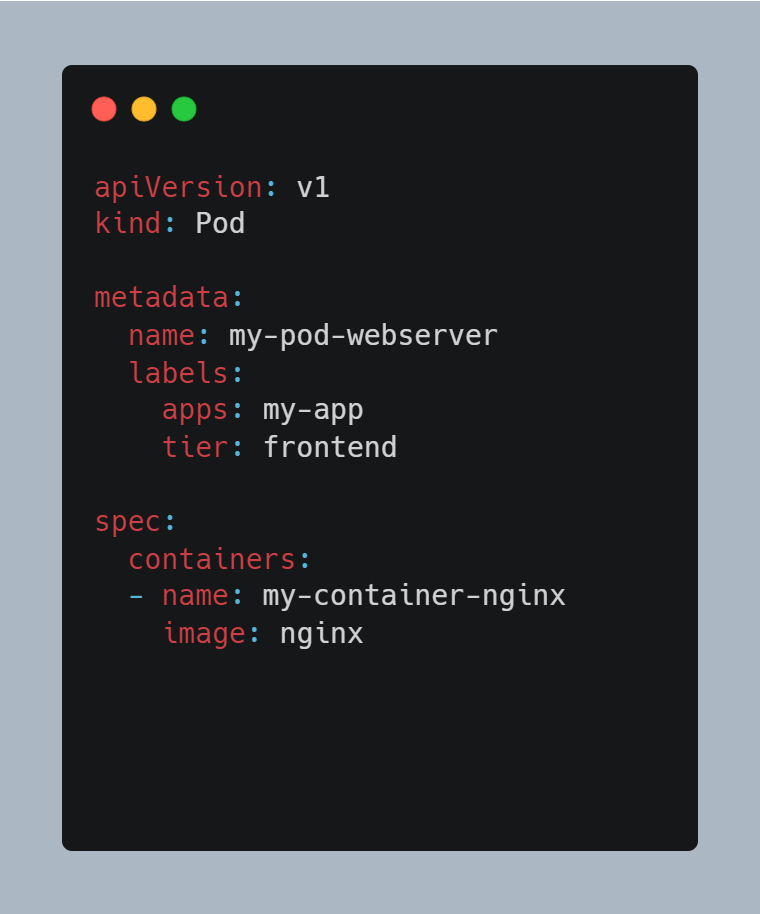 apiVersion: v1
kind: Pod

metadata:
  name: my-pod-webserver
  labels:
    apps: my-app
    tier: frontend

spec:
  containers:
  - name: my-container-nginx
    image: nginx